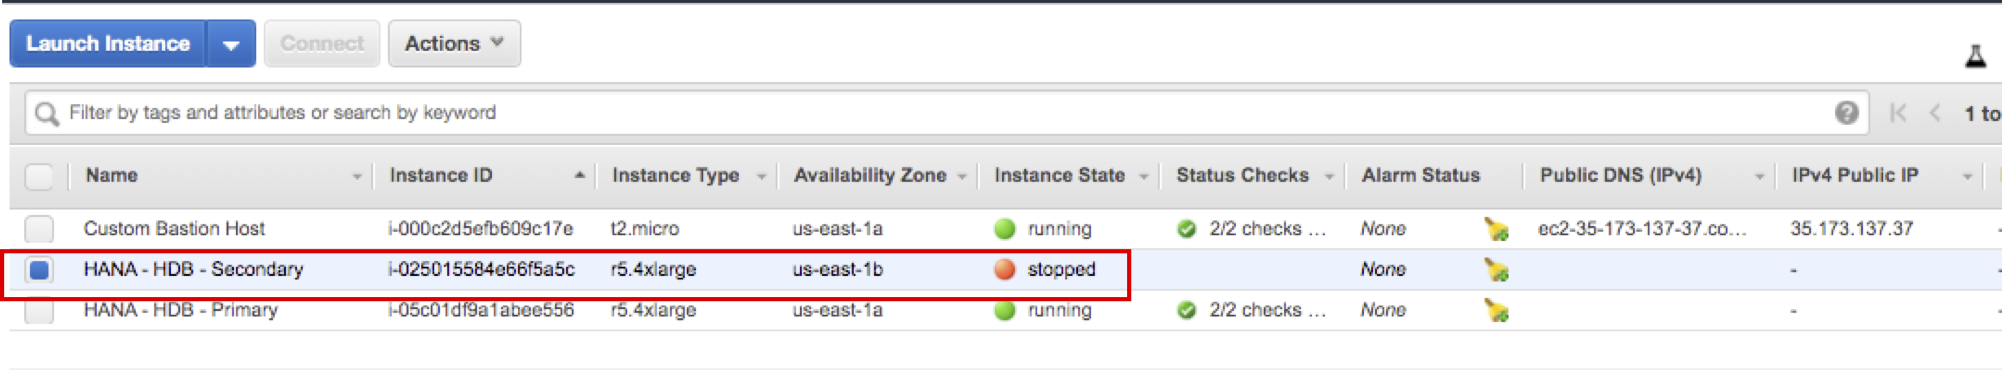 Launch Instance Connect Actions
Filter by tags and attributes or search by keyword 1 to
Name Instance ID Instance Type Availability Zone Instance State Status Checks Alarm Status Public DNS (IPv4) IPv4 Public IP
Custom Bastion Host i-000c2d5efb609c17e t2.micro us-east-1a running 2/2 checks ... None ec2-35-173-137-37.co... 35.173.137.37
HANA - HDB - Secondary i-025015584e66f5a5c r5.4xlarge us-east-1b stopped None -
HANA - HDB - Primary i-05c01df9a1abee556 r5.4xlarge us-east-1a running 2/2 checks ... None -